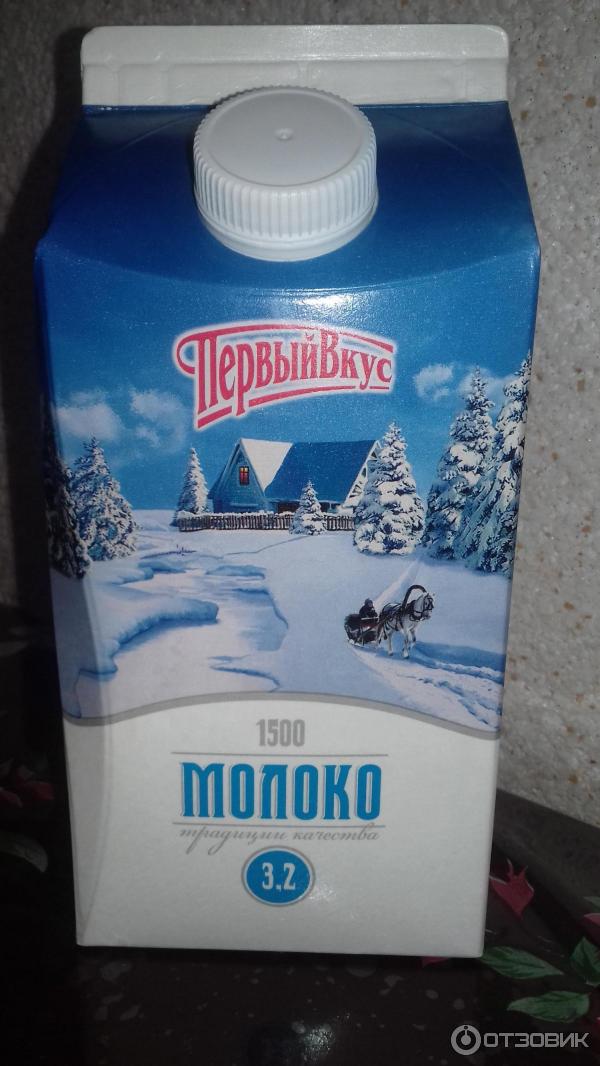 ПервыйВкус
1500
МОЛОКО
традиции качества
3,2
ОТЗОВИК